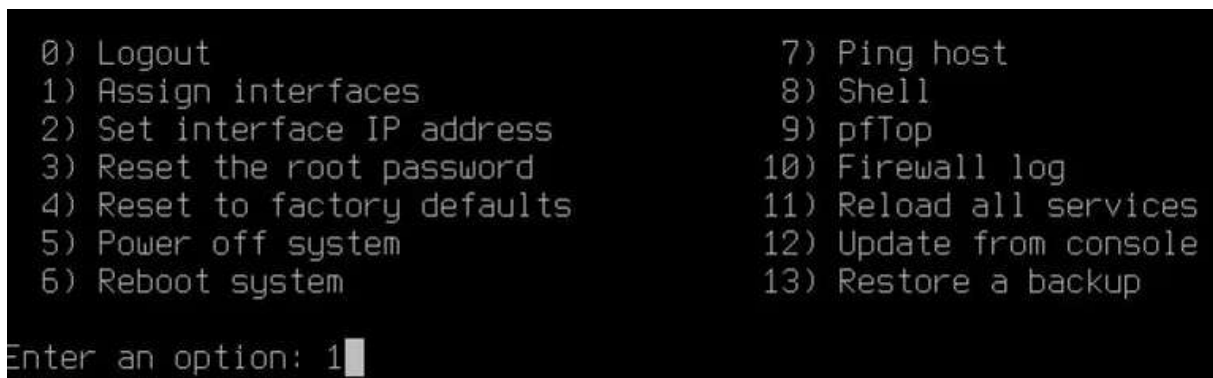 0) Logout 7) Ping host
1) Assign interfaces 8) Shell
2) Set interface IP address 9) pfTop
3) Reset the root password 10) Firewall log
4) Reset to factory defaults 11) Reload all services
5) Power off system 12) Update from console
6) Reboot system 13) Restore a backup
Enter an option: 1